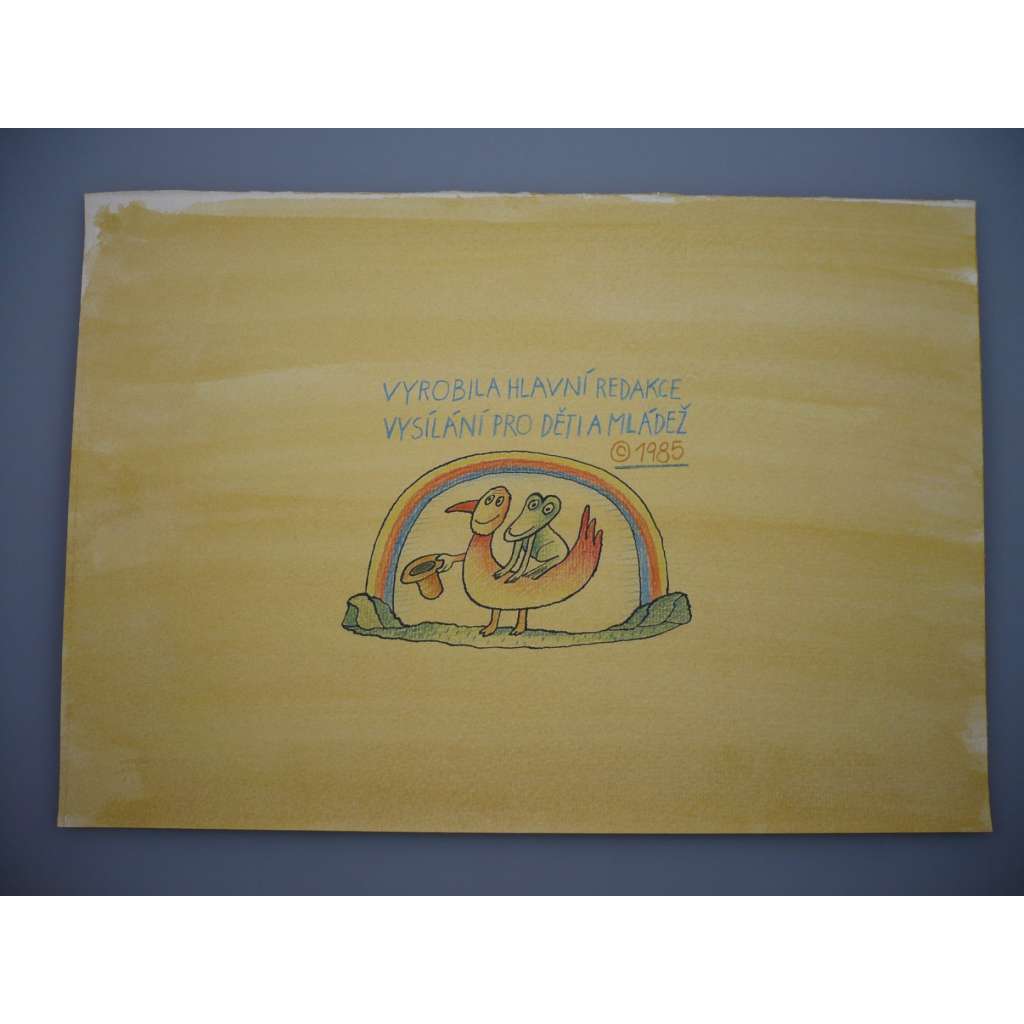 VYROBILA HLAVNÍ REDAKCE
VYSÍLÁNÍ PRO DĚTI A MLÁDEŽ
© 1985